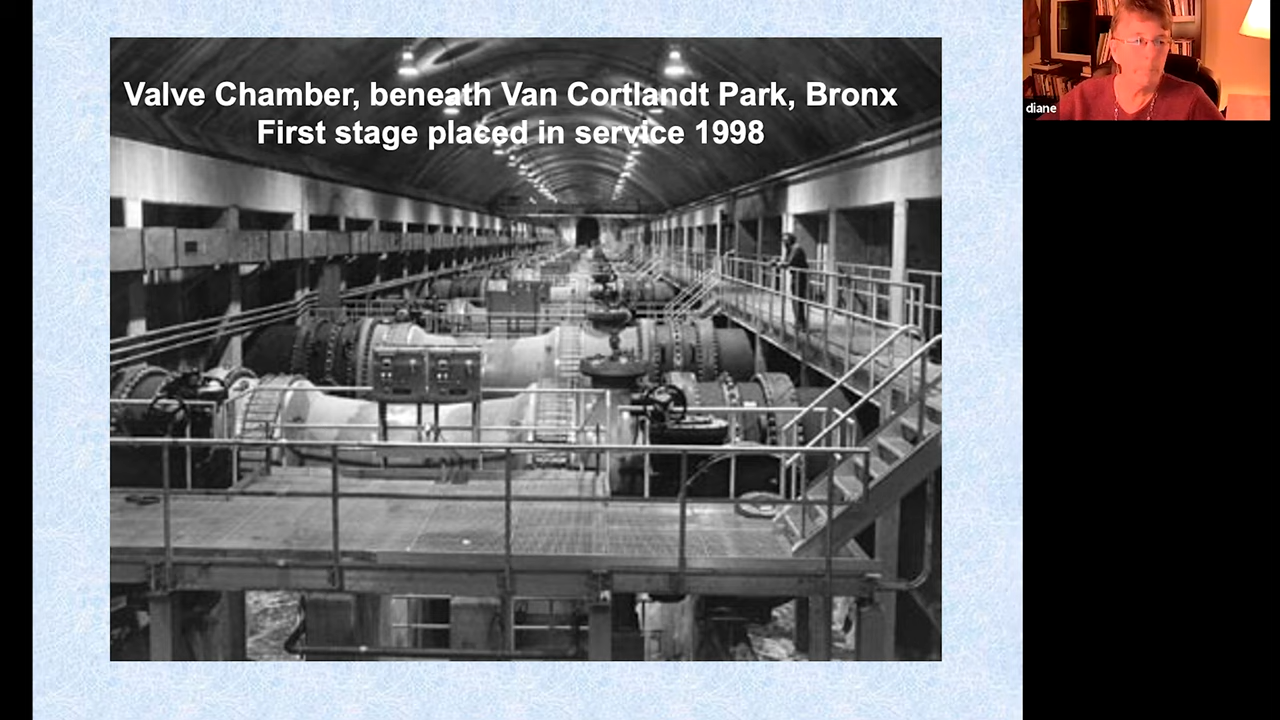 Valve Chamber, beneath Van Cortlandt Park, Bronx
First stage placed in service 1998
diane